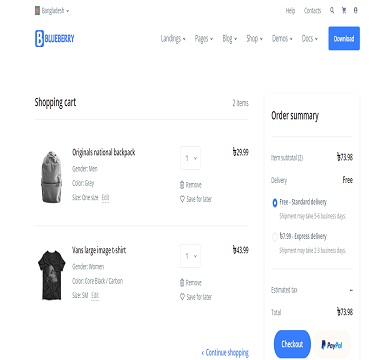 Bangladesh
Help Contacts
BLUEBERRY
Landings Pages Blog Shop Demos Docs Download
Shopping cart
2 items
Originals national backpack
Gender: Men
Color: Grey
Size: One size Edit
1
Remove
Save for later
৳29.99
Vans large image t-shirt
Gender: Women
Color: Core Black / Carbon
Size: SM Edit
1
Remove
Save for later
৳43.99
Continue shopping
Order summary
Item subtotal (2) ৳73.98
Delivery Free
Free - Standard delivery
Shipment may take 5-6 business days.
৳7.99 - Express delivery
Shipment may take 2-3 business days.
Estimated tax --
Total ৳73.98
Checkout
PayPal